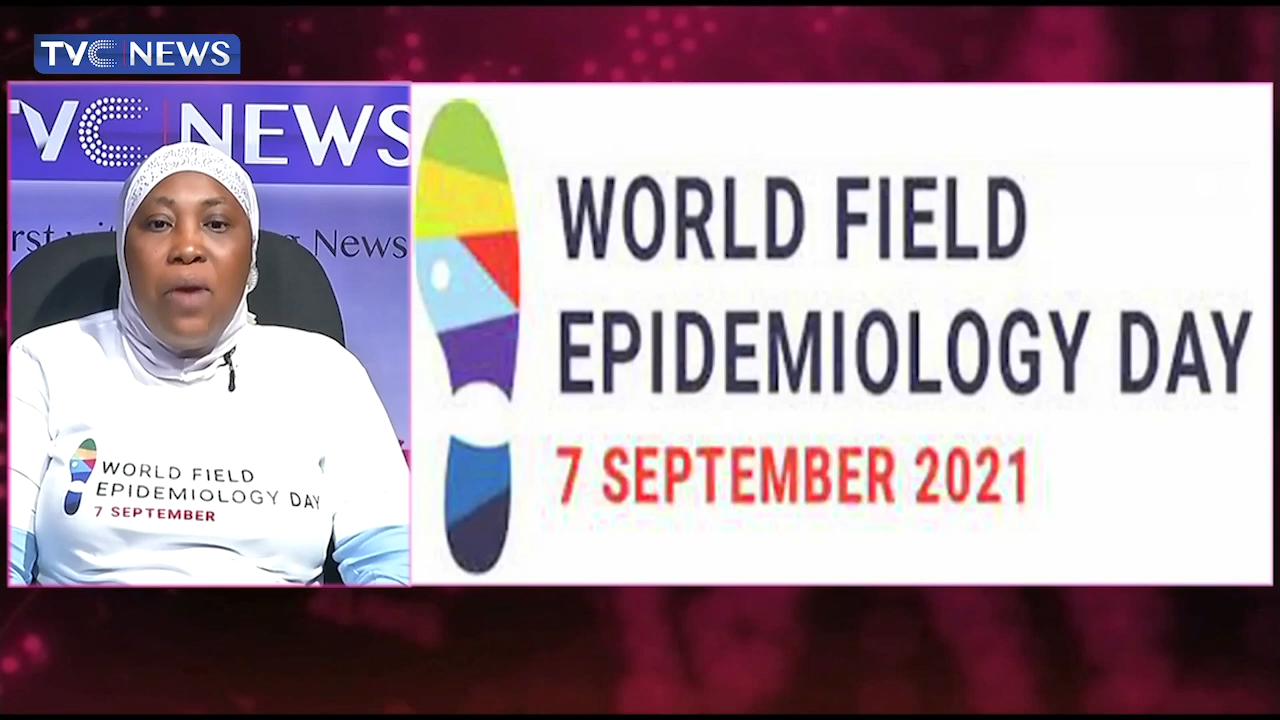 TVC NEWS
TVC NEWS
News
WORLD FIELD
EPIDEMIOLOGY DAY
7 SEPTEMBER
WORLD FIELD
EPIDEMIOLOGY DAY
7 SEPTEMBER 2021